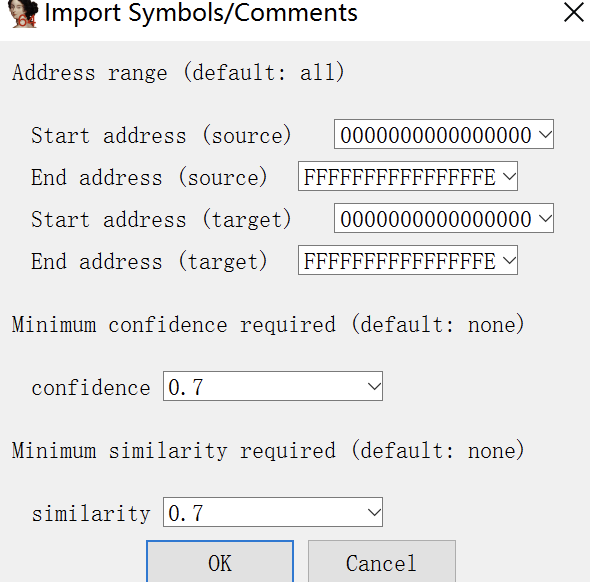 64
Import Symbols/Comments
Address range (default: all)
Start address (source) 0000000000000000
End address (source) FFFFFFFFFFFFFFFE
Start address (target) 0000000000000000
End address (target) FFFFFFFFFFFFFFFE
Minimum confidence required (default: none)
confidence 0.7
Minimum similarity required (default: none)
similarity 0.7
OK Cancel